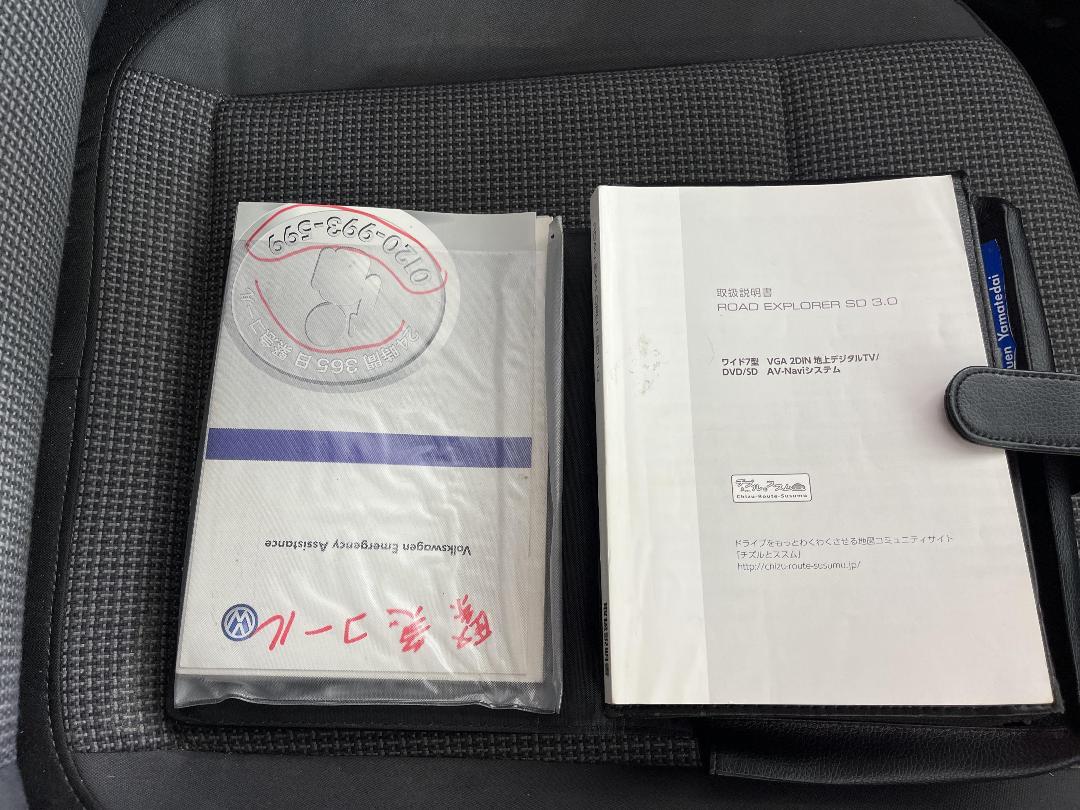 0120-993-599
24時間 365日 緊急コール
Volkswagen Emergency Assistance
緊急コール
取扱説明書
ROAD EXPLORER SD 3.0
ワイド7型 VGA 2DIN 地上デジタルTV/
DVD/SD AV-Naviシステム
チズルとススム
Chizu-Route-Susumu
ドライブをもっとわくわくさせる地図コミュニティサイト
「チズルとススム」
http://chizu-route-susumu.jp/
uen Yamatedai